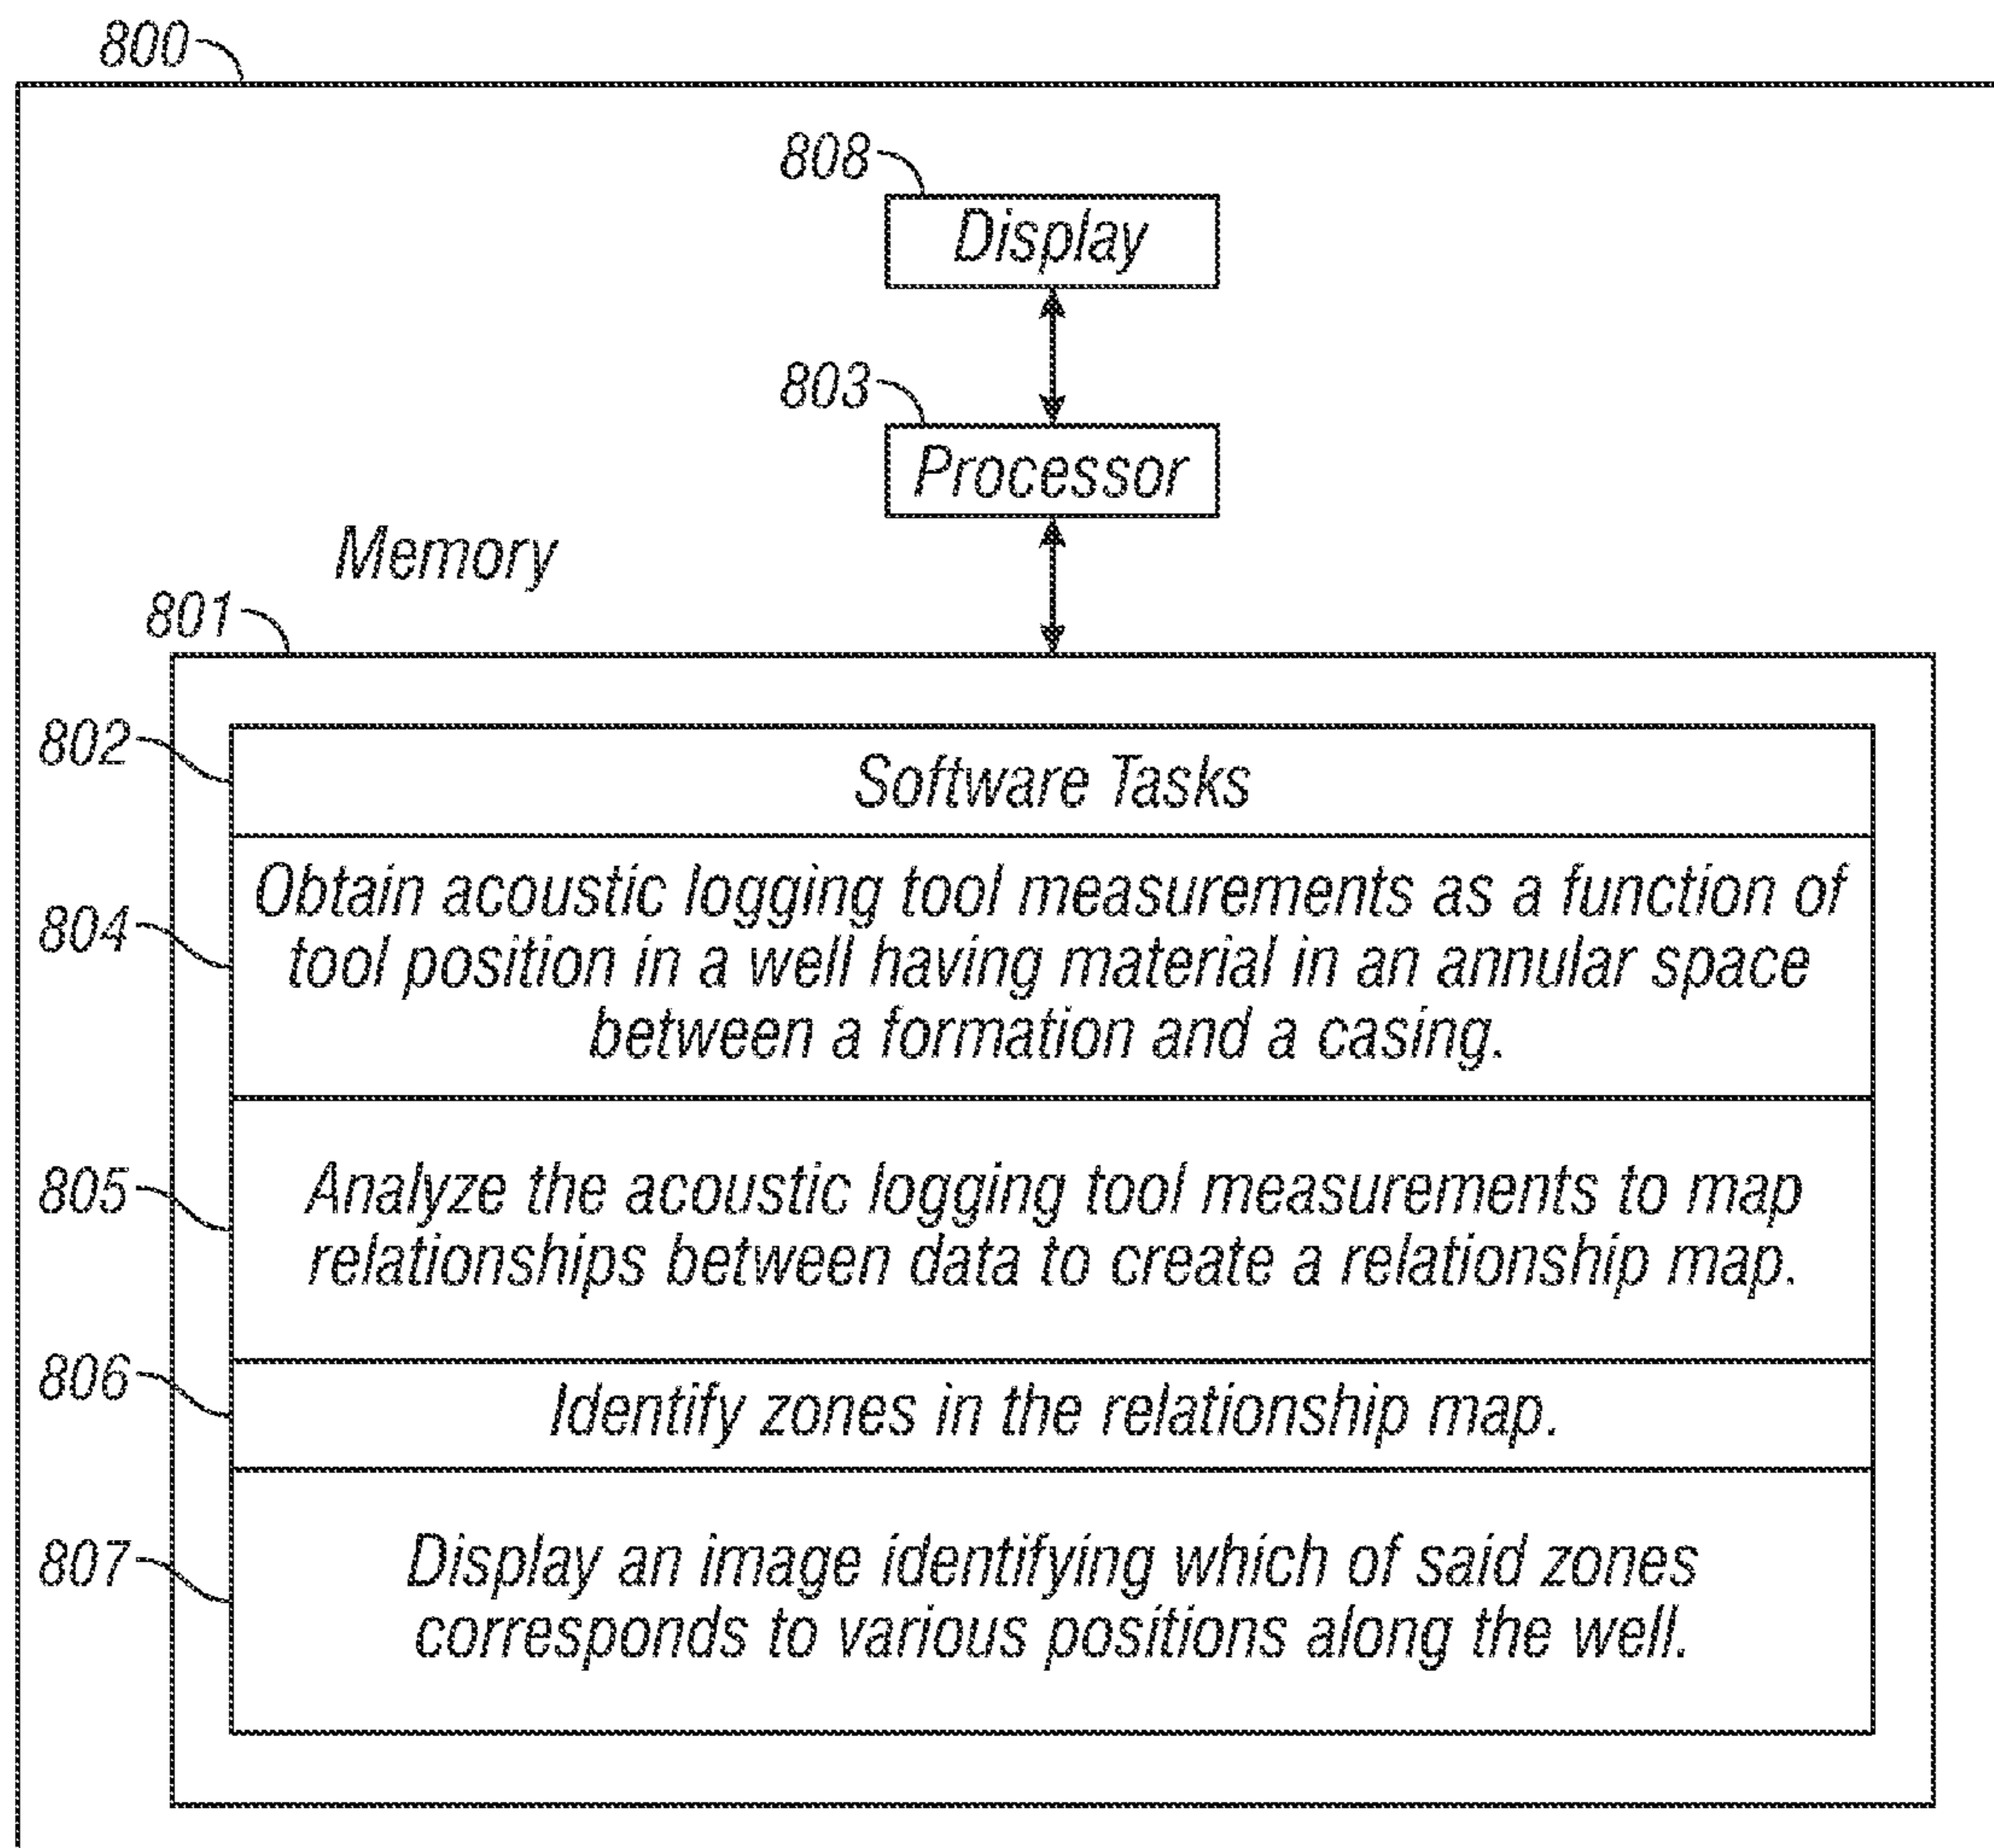 800
808
Display
803
Processor
Memory
801
802
Software Tasks
804
Obtain acoustic logging tool measurements as a function of
tool position in a well having material in an annular space
between a formation and a casing.
805
Analyze the acoustic logging tool measurements to map
relationships between data to create a relationship map.
806
Identify zones in the relationship map.
807
Display an image identifying which of said zones
corresponds to various positions along the well.